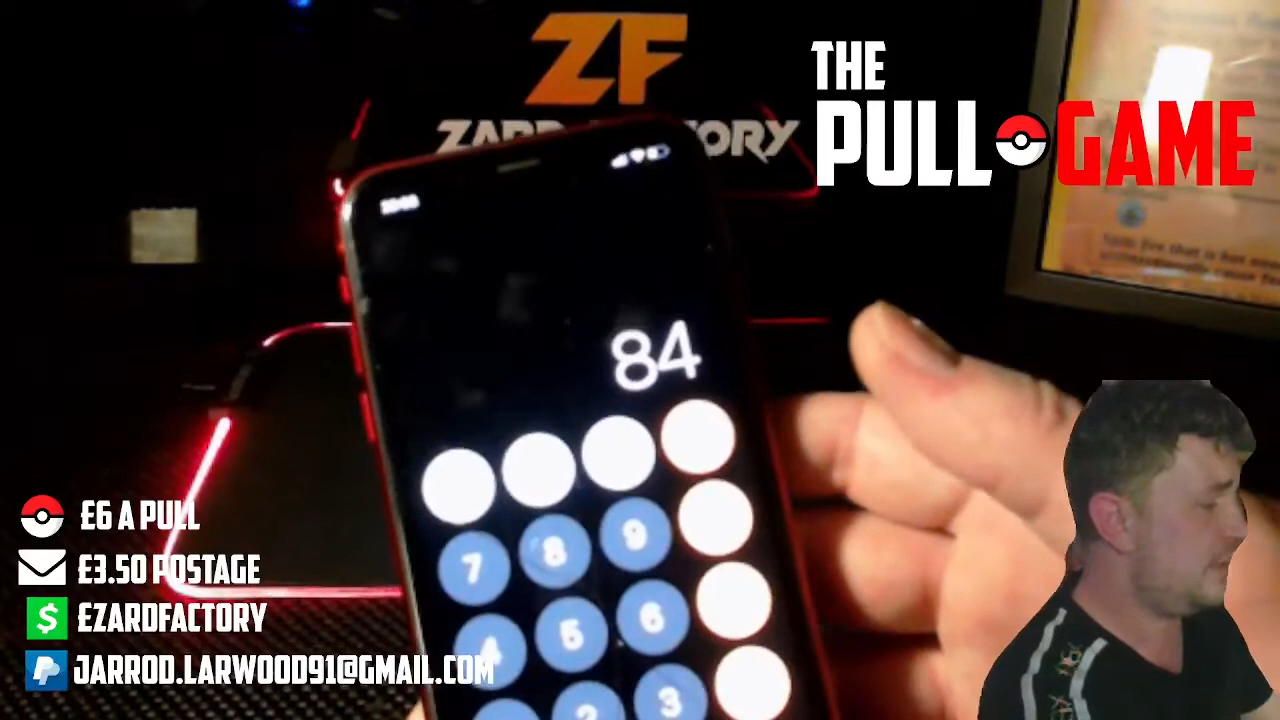 ZF
THE
PULL GAME
84
7 8 9
4 5 6
2 3
£6 A PULL
£3.50 POSTAGE
£ZARDFACTORY
JARROD.LARWOOD91@GMAIL.COM